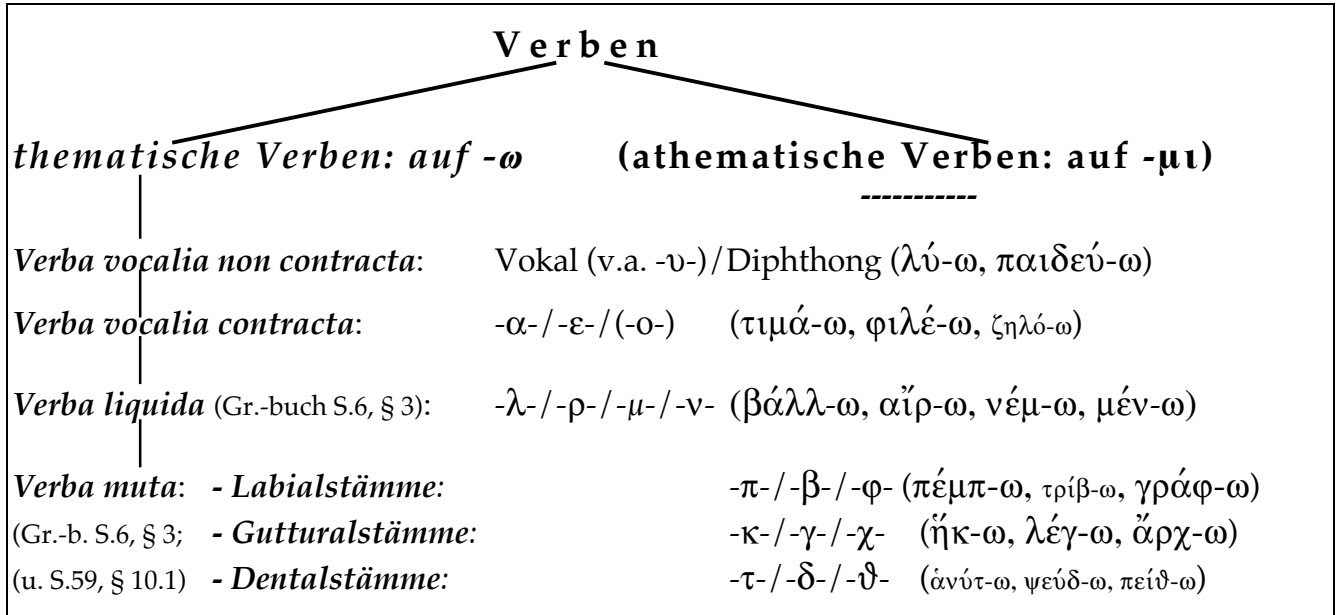 Verben
thematische Verben: auf -ω (athematische Verben: auf -μι)
-----------
Verba vocalia non contracta: Vokal (v.a. -υ-)/Diphthong (λύ-ω, παιδεύ-ω)
Verba vocalia contracta: -α-/-ε-/(-ο-) (τιμά-ω, φιλέ-ω, ζηλό-ω)
Verba liquida (Gr.-buch S.6, § 3): -λ-/-ρ-/-μ-/-ν- (βάλλ-ω, αἴρ-ω, νέμ-ω, μέν-ω)
Verba muta: - Labialstämme: -π-/-β-/-φ- (πέμπ-ω, τρίβ-ω, γράφ-ω)
(Gr.-b. S.6, § 3; - Gutturalstämme: -κ-/-γ-/-χ- (ἥκ-ω, λέγ-ω, ἄρχ-ω)
(u. S.59, § 10.1) - Dentalstämme: -τ-/-δ-/-ϑ- (ἁνύτ-ω, ψεύδ-ω, πείϑ-ω)